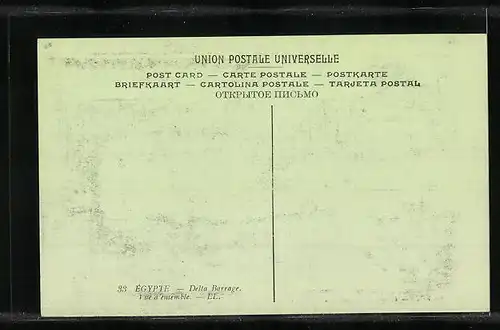 UNION POSTALE UNIVERSELLE
POST CARD — CARTE POSTALE — POSTKARTE
BRIEFKAART — CARTOLINA POSTALE — TARJETA POSTAL
ОТКРЫТОЕ ПИСЬМО
33 ÉGYPTE — Delta Barrage.
Vue d'ensemble. — LL.